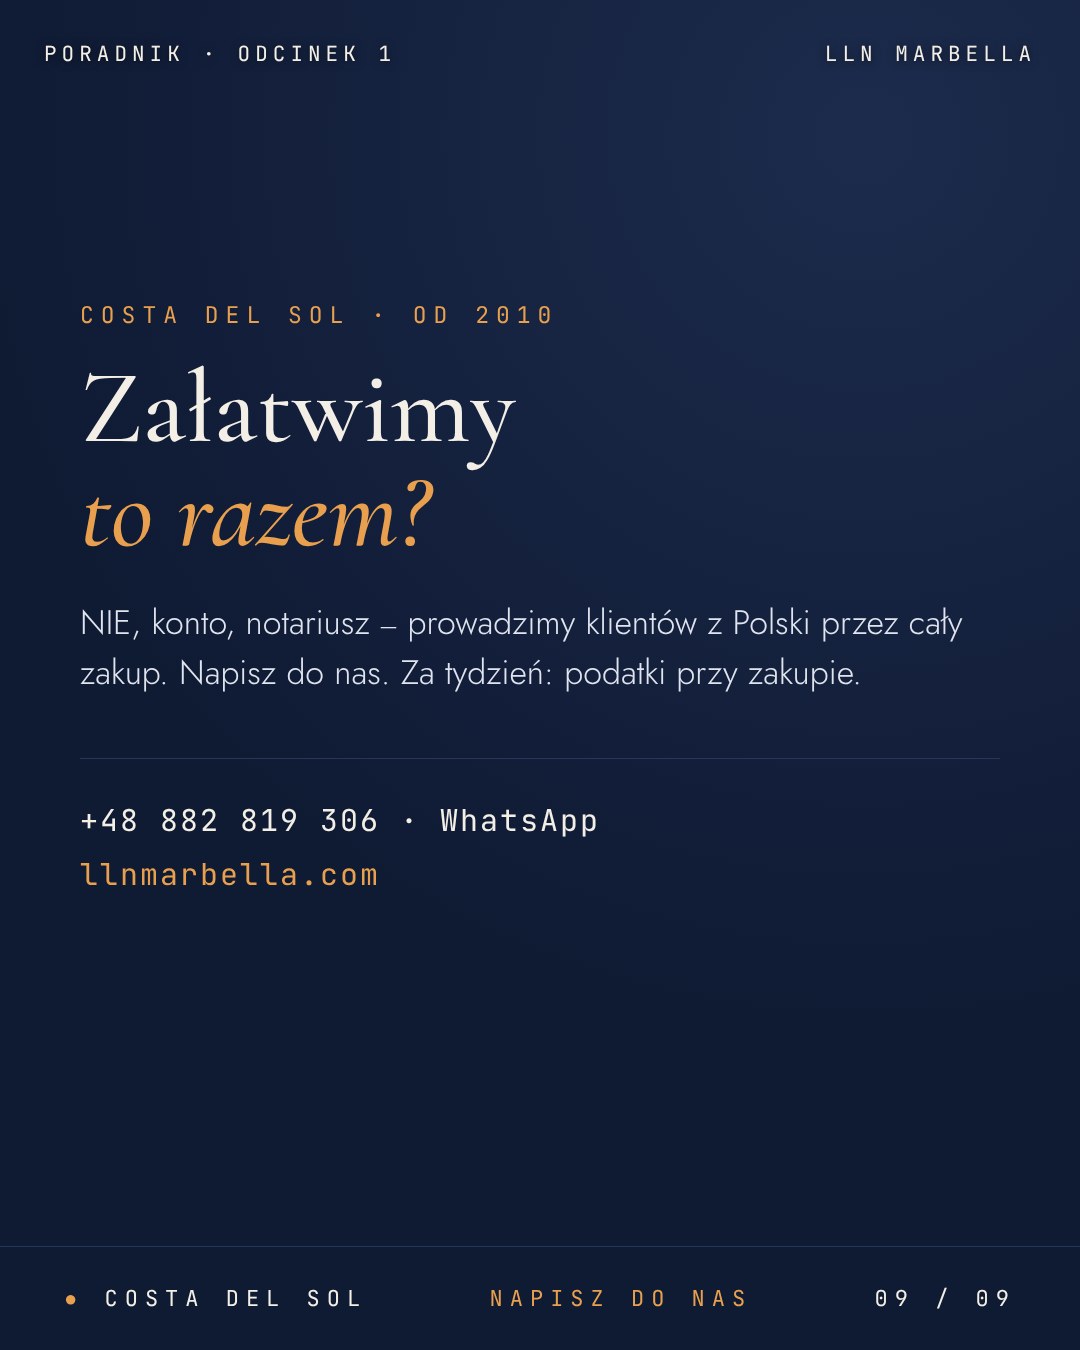 PORADNIK · ODCINEK 1
LLN MARBELLA
COSTA DEL SOL · OD 2010
Załatwimy
to razem?
NIE, konto, notariusz – prowadzimy klientów z Polski przez cały
zakup. Napisz do nas. Za tydzień: podatki przy zakupie.
+48 882 819 306 · WhatsApp
llnmarbella.com
• COSTA DEL SOL
NAPISZ DO NAS
09 / 09